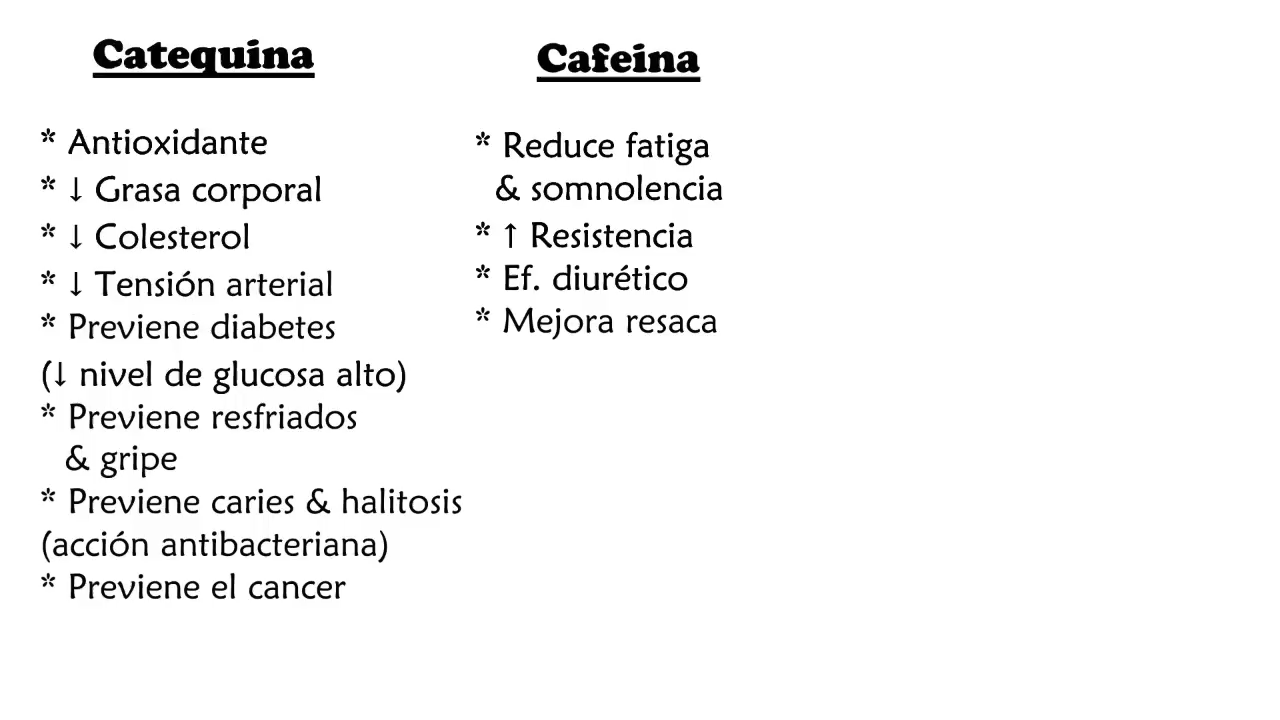 Catequina
* Antioxidante
* ↓ Grasa corporal
* ↓ Colesterol
* ↓ Tensión arterial
* Previene diabetes
(↓ nivel de glucosa alto)
* Previene resfriados
& gripe
* Previene caries & halitosis
(acción antibacteriana)
* Previene el cancer
Cafeina
* Reduce fatiga
& somnolencia
* ↑ Resistencia
* Ef. diurético
* Mejora resaca